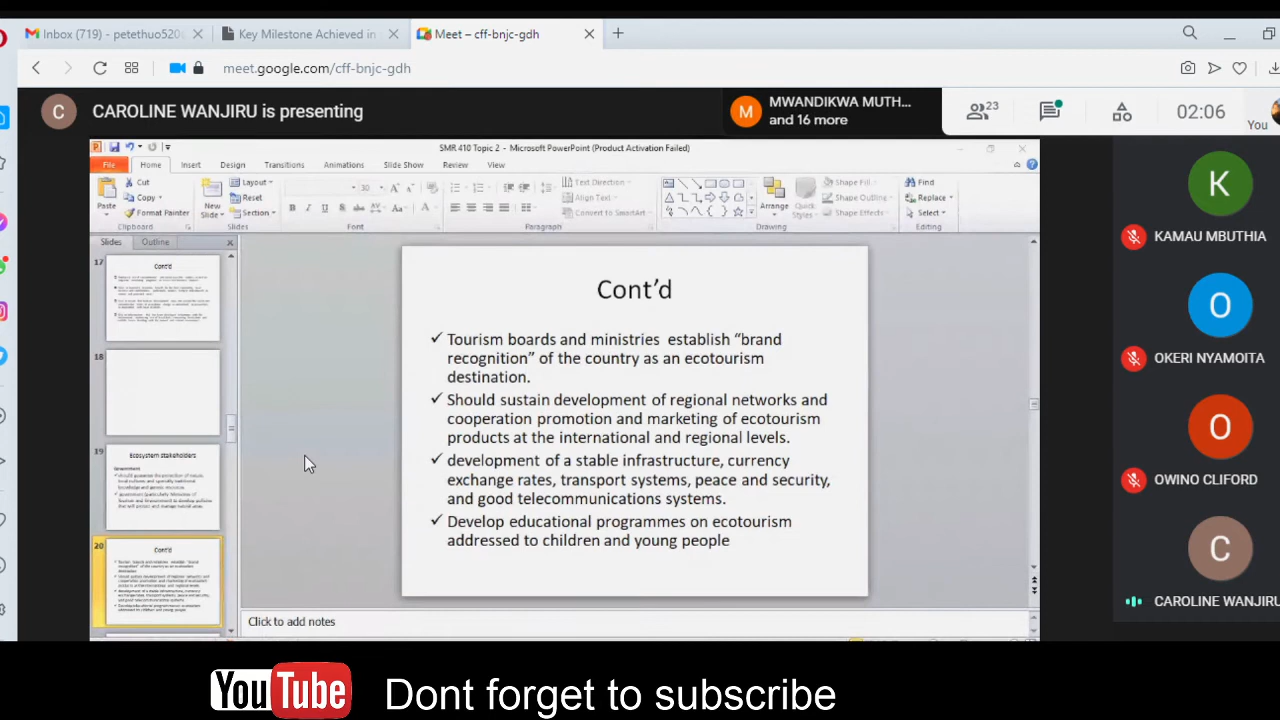 Inbox (719) - petethuo520
Key Milestone Achieved in
Meet – cff-bnjc-gdh
meet.google.com/cff-bnjc-gdh
C
CAROLINE WANJIRU is presenting
M
MWANDIKWA MUTH...
and 16 more
23
02:06
You
SMR 410 Topic 2 - Microsoft PowerPoint (Product Activation Failed)
File
Home
Insert
Design
Transitions
Animations
Slide Show
Review
View
Paste
Cut
Copy
Format Painter
Clipboard
New
Slide
Layout
Reset
Section
Slides
30
Font
Text Direction
Align Text
Convert to SmartArt
Paragraph
Arrange
Quick
Styles
Shape Fill
Shape Outline
Shape Effects
Drawing
Find
Replace
Select
Editing
Slides
Outline
17
Cont'd
18
19
Ecosystem stakeholders
Government
20
Cont'd
Cont’d
✓ Tourism boards and ministries establish “brand
recognition” of the country as an ecotourism
destination.
✓ Should sustain development of regional networks and
cooperation promotion and marketing of ecotourism
products at the international and regional levels.
✓ development of a stable infrastructure, currency
exchange rates, transport systems, peace and security,
and good telecommunications systems.
✓ Develop educational programmes on ecotourism
addressed to children and young people
Click to add notes
K
KAMAU MBUTHIA
O
OKERI NYAMOITA
O
OWINO CLIFORD
C
CAROLINE WANJIRU
YouTube
Dont forget to subscribe